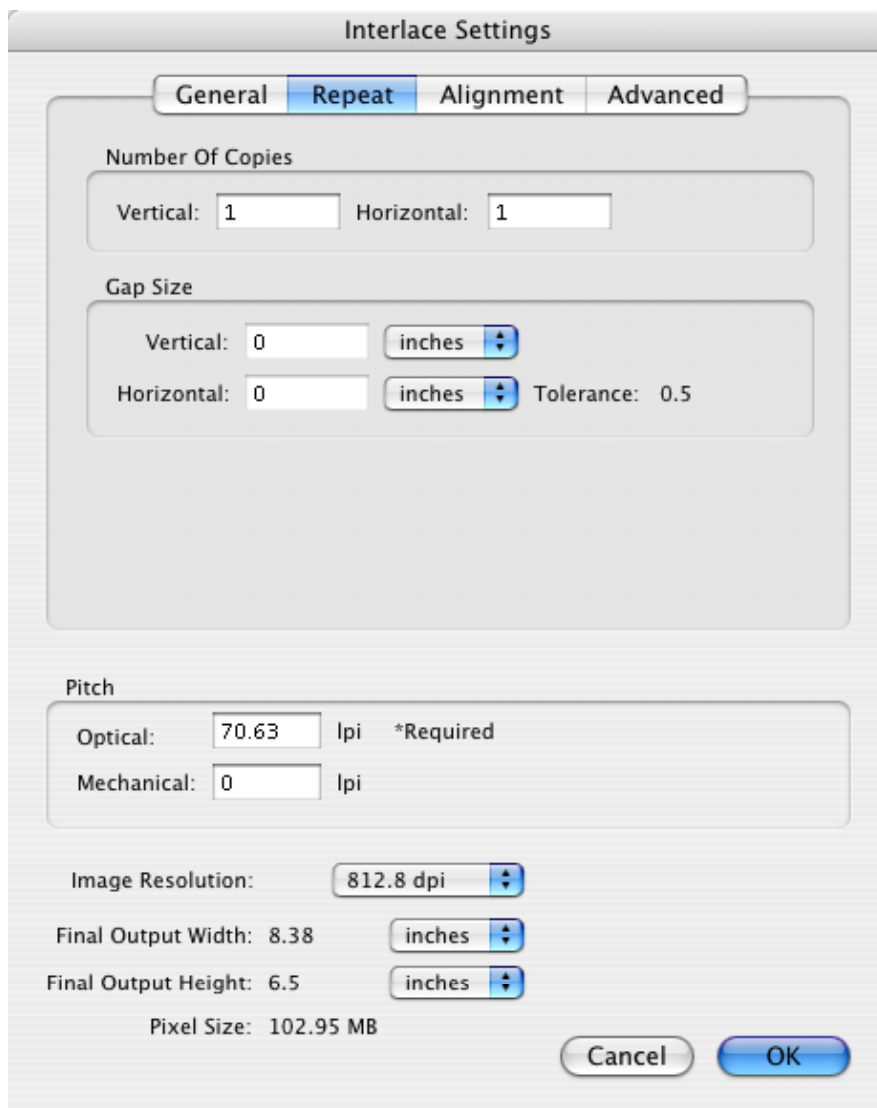 Interlace Settings
General Repeat Alignment Advanced
Number Of Copies
Vertical: 1 Horizontal: 1
Gap Size
Vertical: 0 inches
Horizontal: 0 inches Tolerance: 0.5
Pitch
Optical: 70.63 lpi *Required
Mechanical: 0 lpi
Image Resolution: 812.8 dpi
Final Output Width: 8.38 inches
Final Output Height: 6.5 inches
Pixel Size: 102.95 MB
Cancel OK